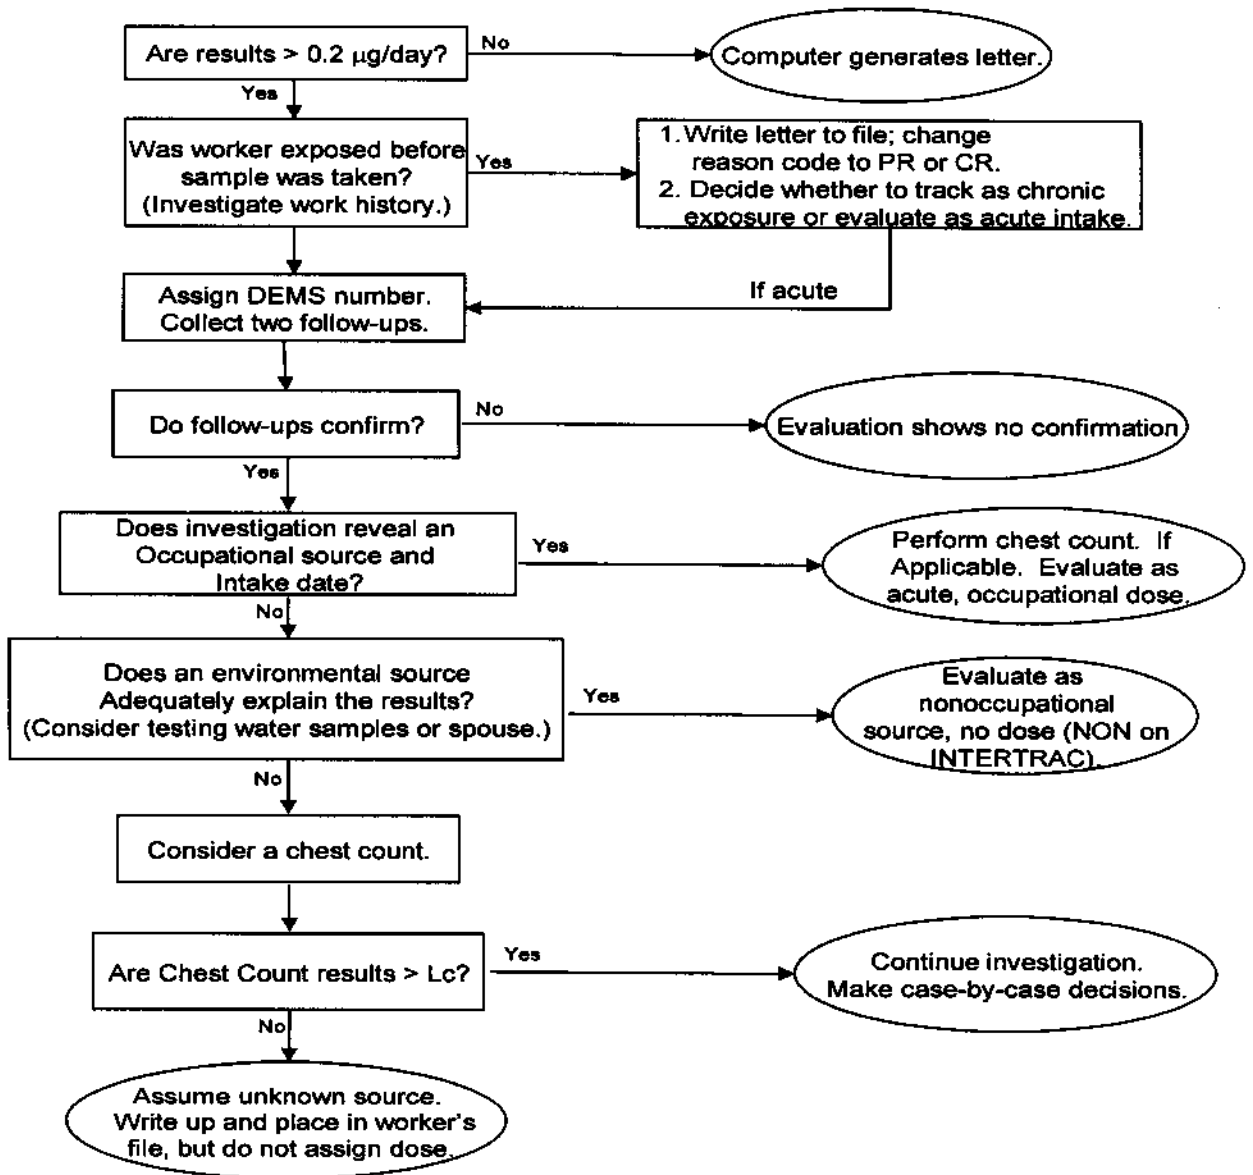 Are results > 0.2 µg/day?
No
Computer generates letter.
Yes
Was worker exposed before
sample was taken?
(Investigate work history.)
Yes
1. Write letter to file; change
reason code to PR or CR.
2. Decide whether to track as chronic
exposure or evaluate as acute intake.
If acute
Assign DEMS number.
Collect two follow-ups.
Do follow-ups confirm?
No
Evaluation shows no confirmation
Yes
Does investigation reveal an
Occupational source and
Intake date?
Yes
Perform chest count. If
Applicable. Evaluate as
acute, occupational dose.
No
Does an environmental source
Adequately explain the results?
(Consider testing water samples or spouse.)
Yes
Evaluate as
nonoccupational
source, no dose (NON on
INTERTRAC).
No
Consider a chest count.
Are Chest Count results > Lc?
Yes
Continue investigation.
Make case-by-case decisions.
No
Assume unknown source.
Write up and place in worker's
file, but do not assign dose.